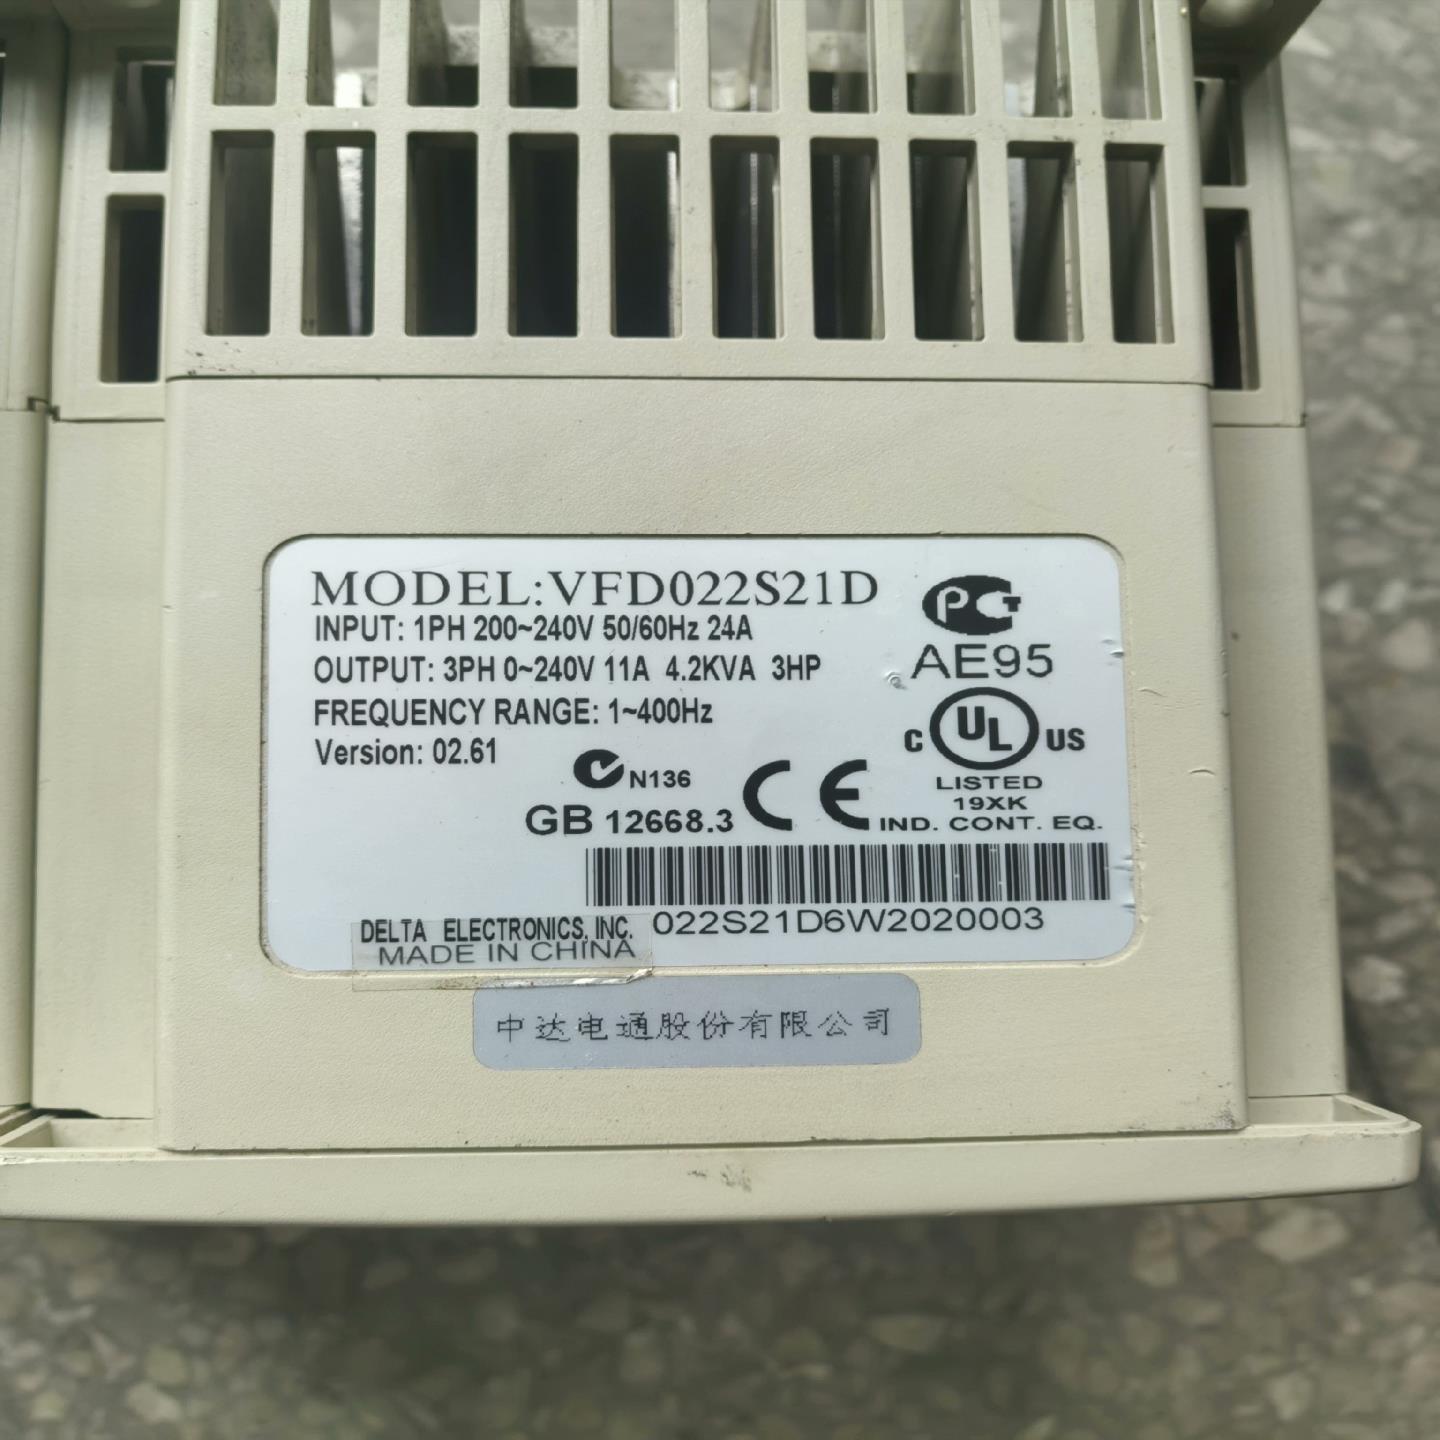 MODEL:VFD022S21D
INPUT: 1PH 200~240V 50/60Hz 24A
OUTPUT: 3PH 0~240V 11A 4.2KVA 3HP
FREQUENCY RANGE: 1~400Hz
Version: 02.61
PCT
AE95
C UL US
LISTED
19XK
IND. CONT. EQ.
N136
GB 12668.3
CE
022S21D6W2020003
DELTA ELECTRONICS, INC.
MADE IN CHINA
中达电通股份有限公司